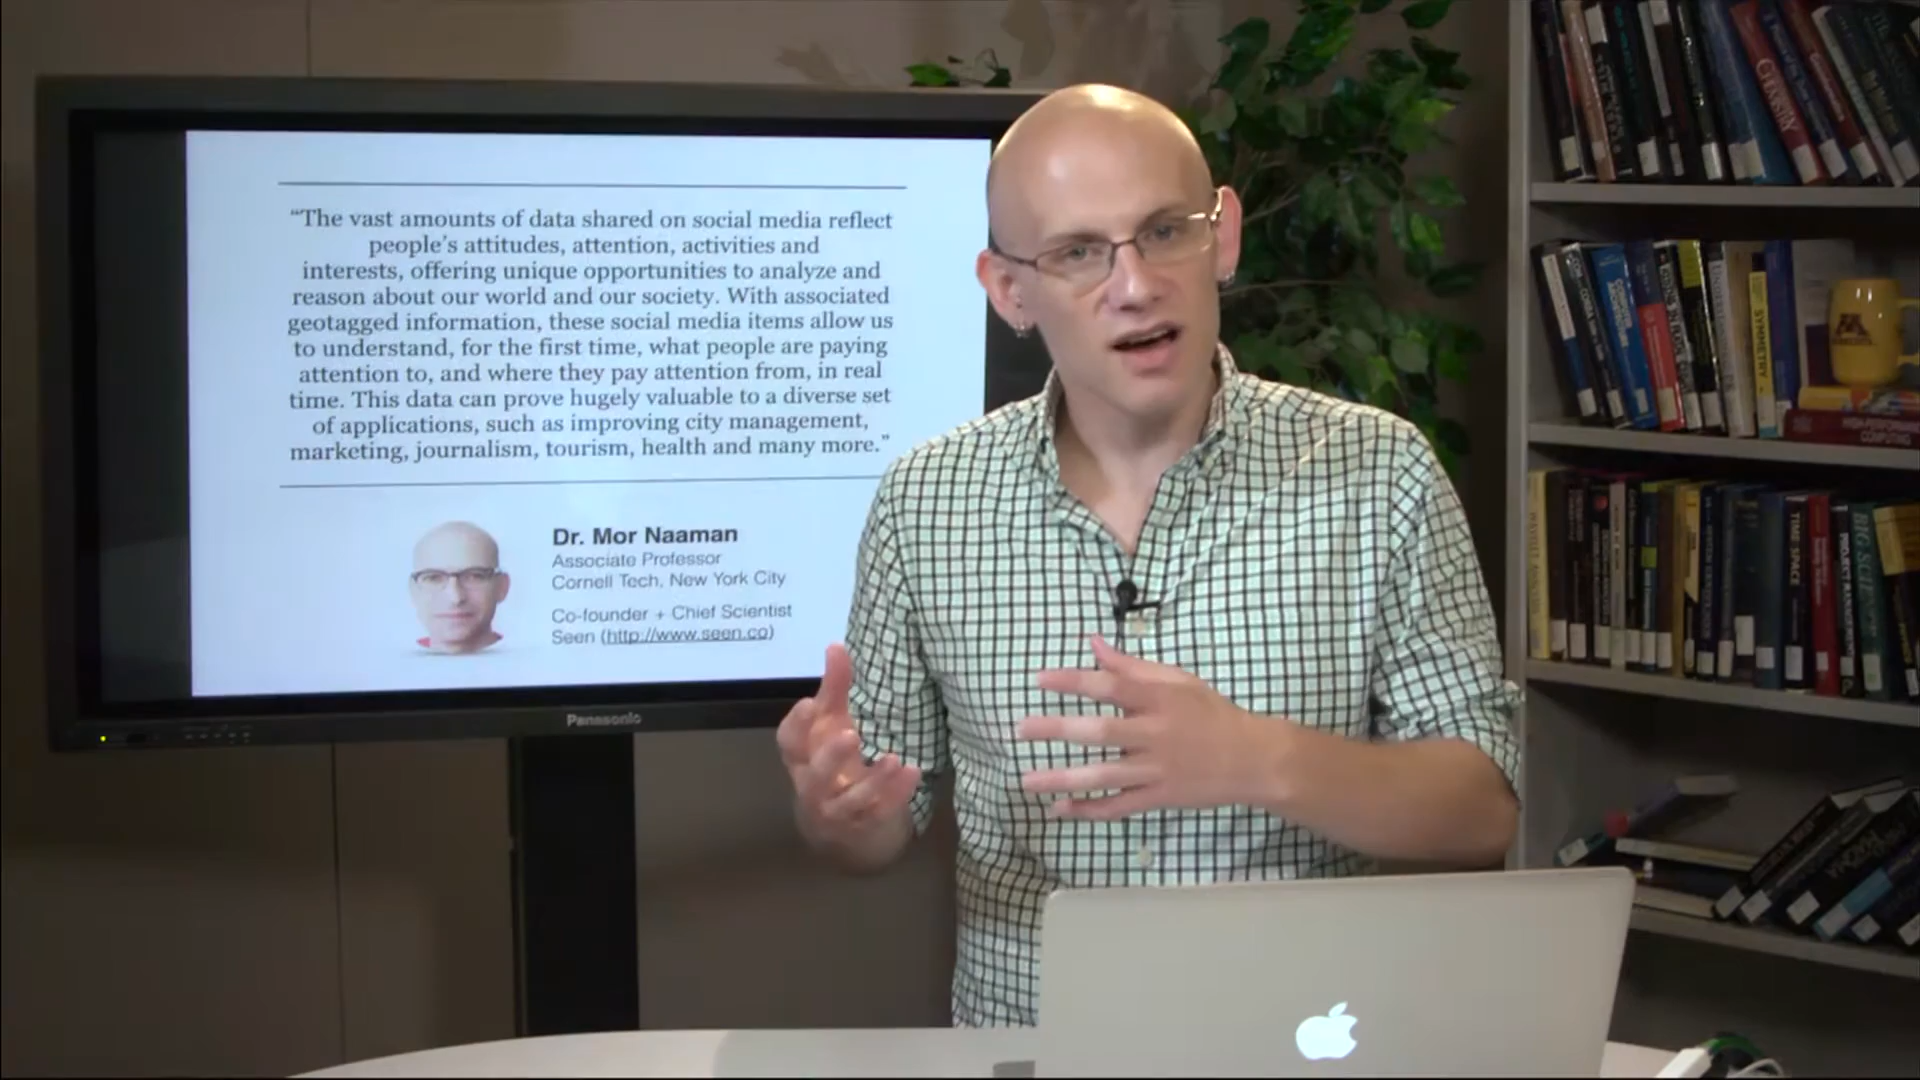 “The vast amounts of data shared on social media reflect
people’s attitudes, attention, activities and
interests, offering unique opportunities to analyze and
reason about our world and our society. With associated
geotagged information, these social media items allow us
to understand, for the first time, what people are paying
attention to, and where they pay attention from, in real
time. This data can prove hugely valuable to a diverse set
of applications, such as improving city management,
marketing, journalism, tourism, health and many more.”
Dr. Mor Naaman
Associate Professor
Cornell Tech, New York City
Co-founder + Chief Scientist
Seen (http://www.seen.co)
Panasonic
CHEMISTRY
SYMMETRY
HIGH-PERFORMANCE
COMPUTING
TIME SPACE
PROJECT MANAGEMENT
BIG SCIENCE
M